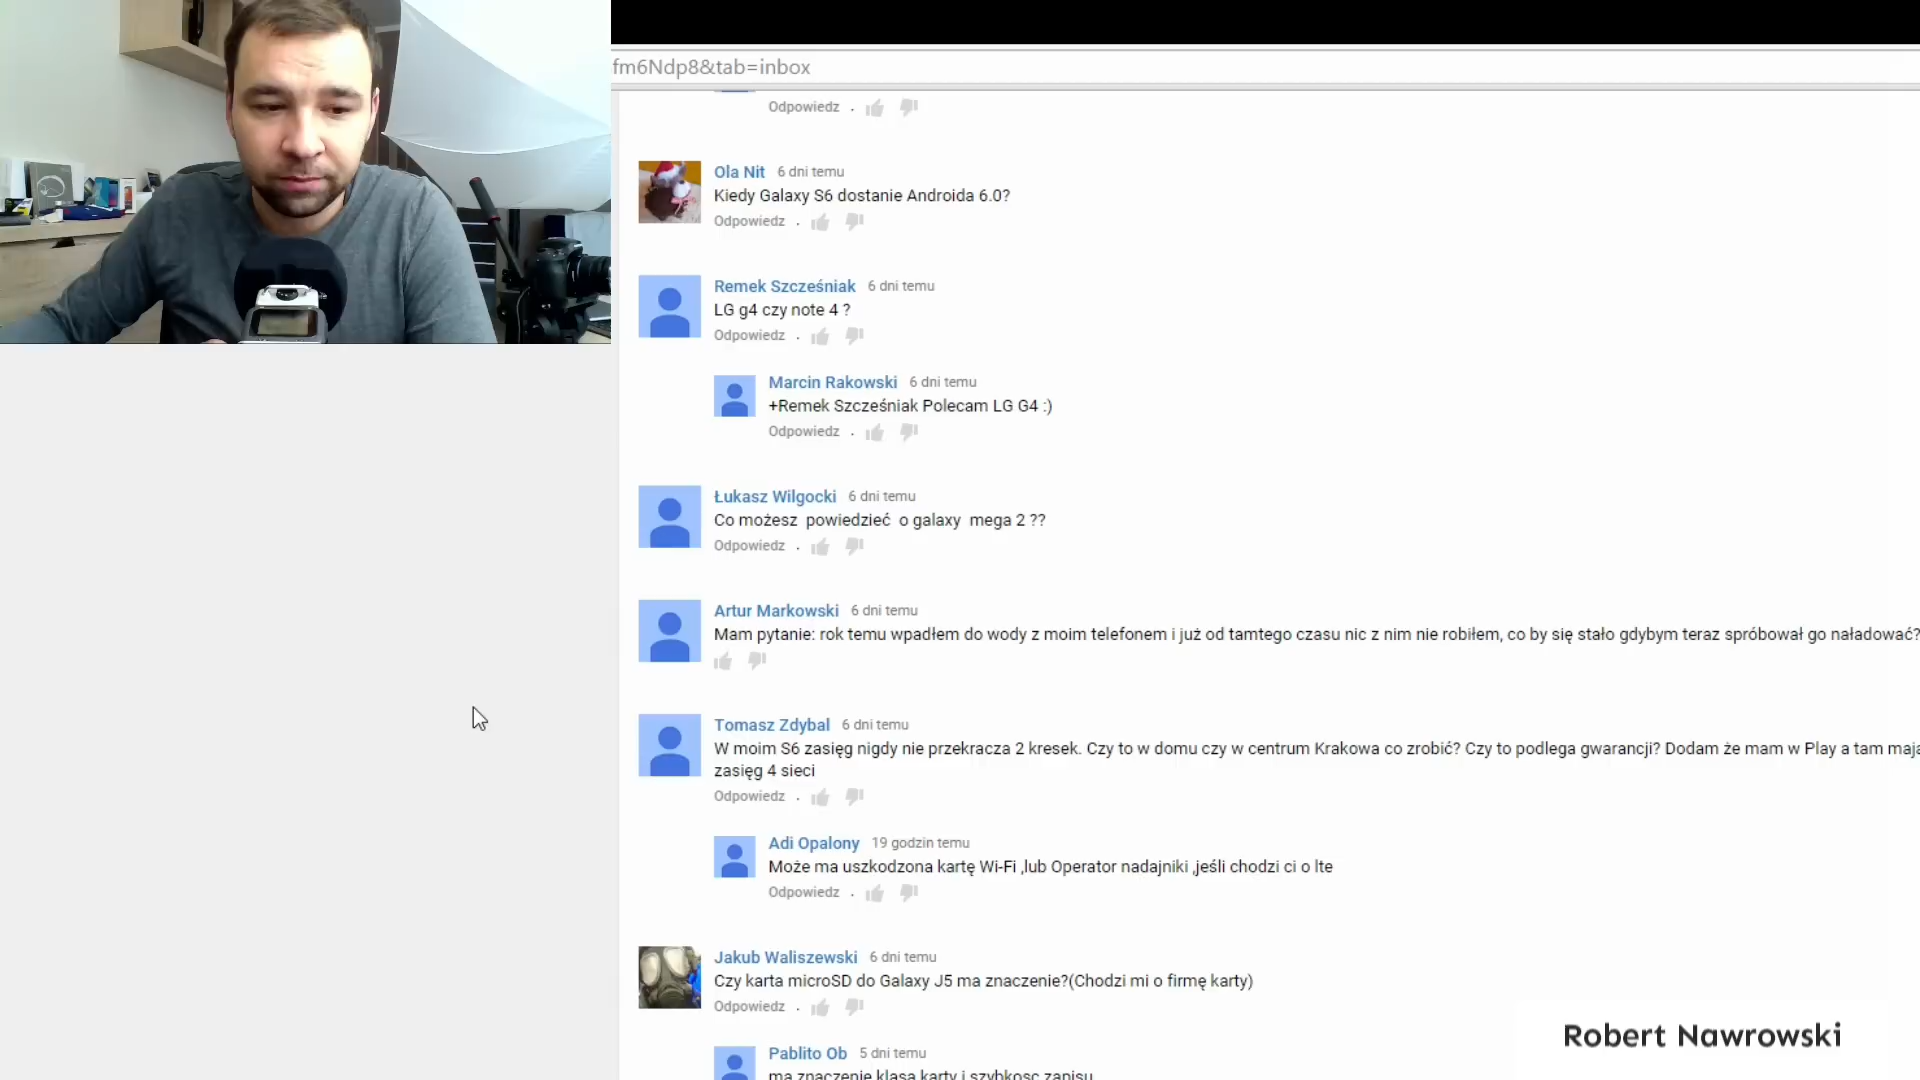 fm6Ndp8&tab=inbox
Odpowiedz .
Ola Nit 6 dni temu
Kiedy Galaxy S6 dostanie Androida 6.0?
Odpowiedz .
Remek Szcześniak 6 dni temu
LG g4 czy note 4 ?
Odpowiedz .
Marcin Rakowski 6 dni temu
+Remek Szcześniak Polecam LG G4 :)
Odpowiedz .
Łukasz Wilgocki 6 dni temu
Co możesz powiedzieć o galaxy mega 2 ??
Odpowiedz .
Artur Markowski 6 dni temu
Mam pytanie: rok temu wpadłem do wody z moim telefonem i już od tamtego czasu nic z nim nie robiłem, co by się stało gdybym teraz spróbował go naładować?
Tomasz Zdybal 6 dni temu
W moim S6 zasięg nigdy nie przekracza 2 kresek. Czy to w domu czy w centrum Krakowa co zrobić? Czy to podlega gwarancji? Dodam że mam w Play a tam mają
zasięg 4 sieci
Odpowiedz .
Adi Opalony 19 godzin temu
Może ma uszkodzona kartę Wi-Fi ,lub Operator nadajniki ,jeśli chodzi ci o lte
Odpowiedz .
Jakub Waliszewski 6 dni temu
Czy karta microSD do Galaxy J5 ma znaczenie?(Chodzi mi o firmę karty)
Odpowiedz .
Pablito Ob 5 dni temu
ma znaczenie klasa karty i szybkosc zapisu
Robert Nawrowski